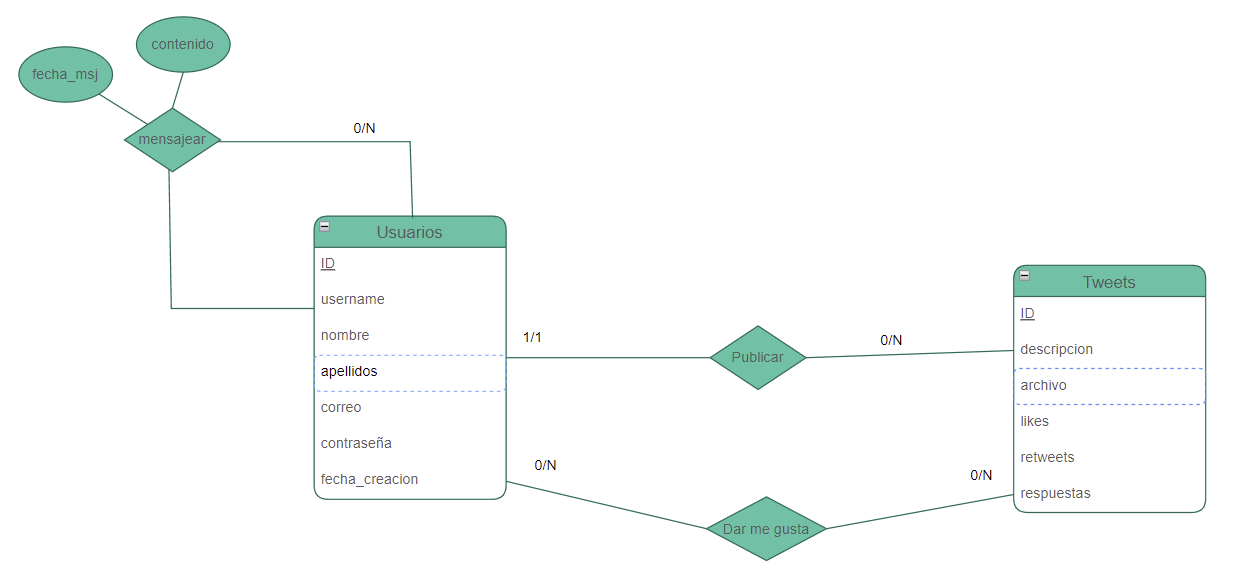 contenido
fecha_msj
mensajear
0/N
Usuarios
ID
username
nombre
apellidos
correo
contraseña
fecha_creacion
1/1
Publicar
0/N
0/N
Dar me gusta
0/N
Tweets
ID
descripcion
archivo
likes
retweets
respuestas